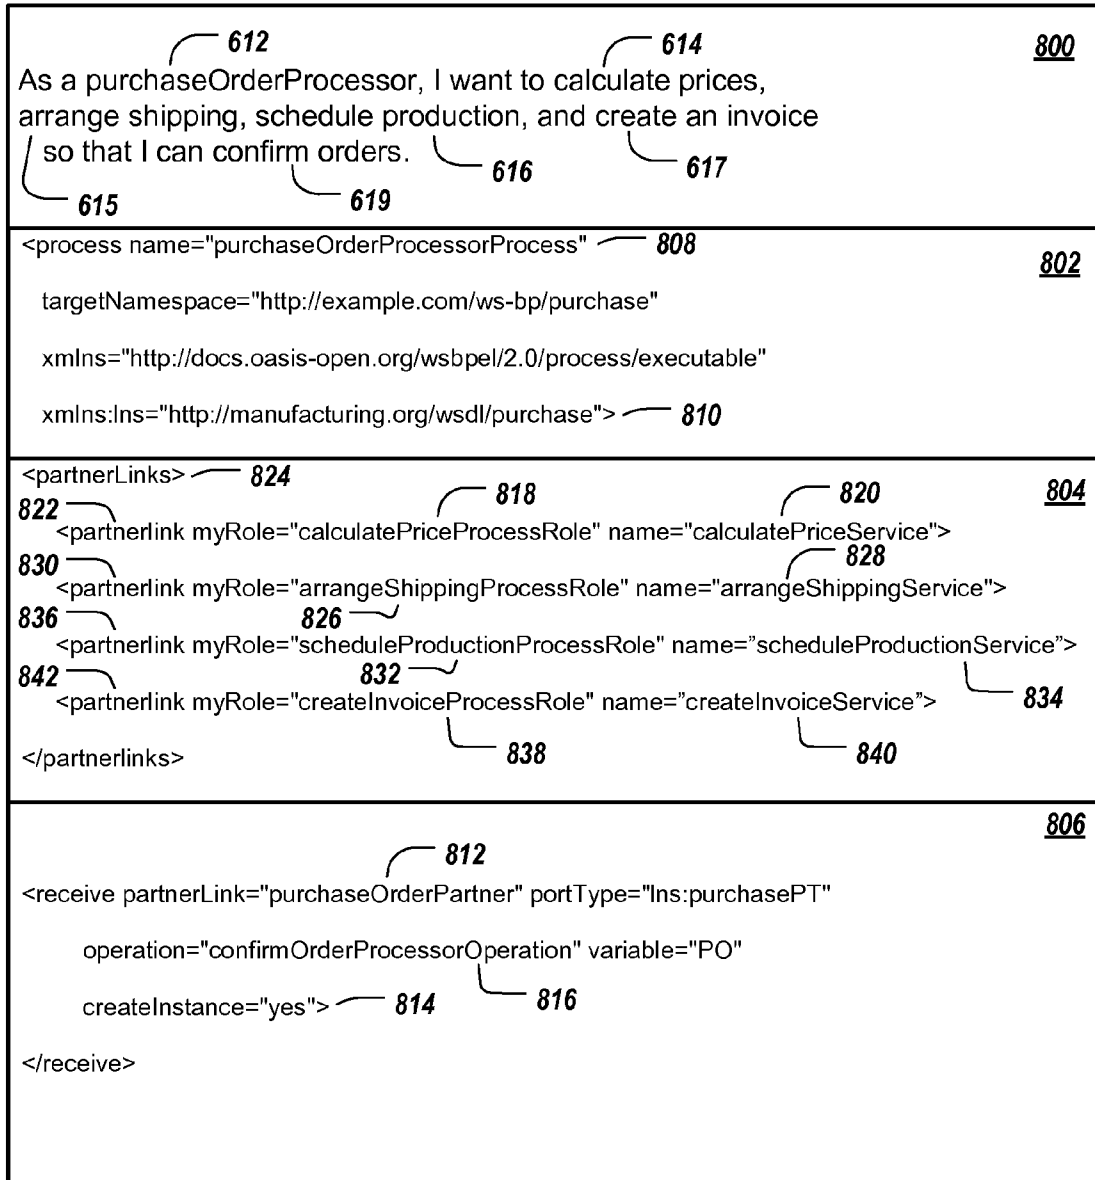 612 614 800
As a purchaseOrderProcessor, I want to calculate prices,
arrange shipping, schedule production, and create an invoice
so that I can confirm orders.
616 617
615 619
<process name="purchaseOrderProcessorProcess" 808
802
targetNamespace="http://example.com/ws-bp/purchase"
xmlns="http://docs.oasis-open.org/wsbpel/2.0/process/executable"
xmlns:lns="http://manufacturing.org/wsdl/purchase"> 810
<partnerLinks> 824
818 820 804
822
<partnerlink myRole="calculatePriceProcessRole" name="calculatePriceService">
830 828
<partnerlink myRole="arrangeShippingProcessRole" name="arrangeShippingService">
836 826
<partnerlink myRole="scheduleProductionProcessRole" name=”scheduleProductionService”>
842 832
<partnerlink myRole="createInvoiceProcessRole" name=”createInvoiceService”>
834
</partnerlinks> 838 840
806
812
<receive partnerLink="purchaseOrderPartner" portType="lns:purchasePT"
operation="confirmOrderProcessorOperation" variable="PO"
createInstance="yes"> 814 816
</receive>